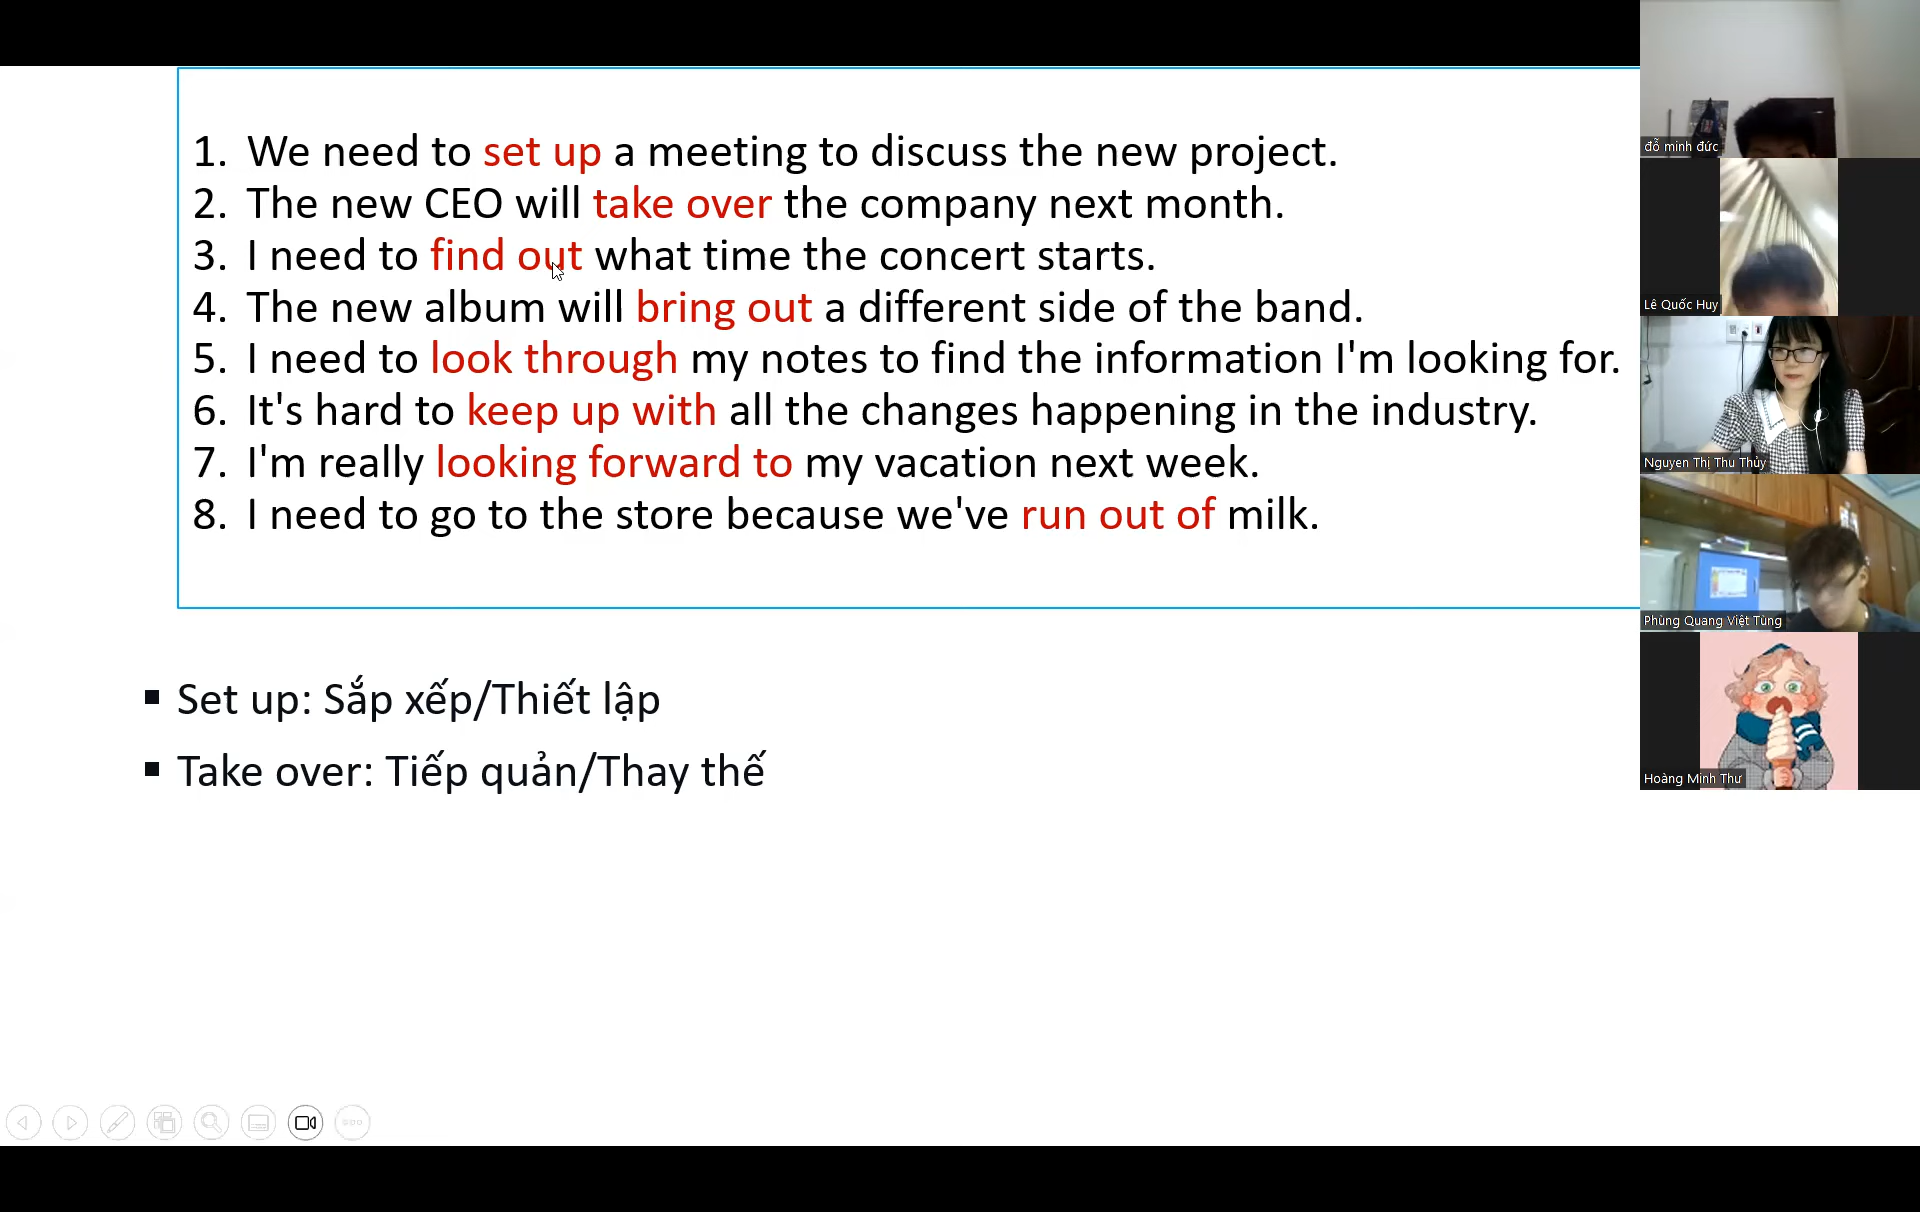 1. We need to set up a meeting to discuss the new project.
2. The new CEO will take over the company next month.
3. I need to find out what time the concert starts.
4. The new album will bring out a different side of the band.
5. I need to look through my notes to find the information I'm looking for.
6. It's hard to keep up with all the changes happening in the industry.
7. I'm really looking forward to my vacation next week.
8. I need to go to the store because we've run out of milk.
▪ Set up: Sắp xếp/Thiết lập
▪ Take over: Tiếp quản/Thay thế
đỗ minh đức
Lê Quốc Huy
Nguyen Thị Thu Thủy
Phùng Quang Việt Tùng
Hoàng Minh Thư